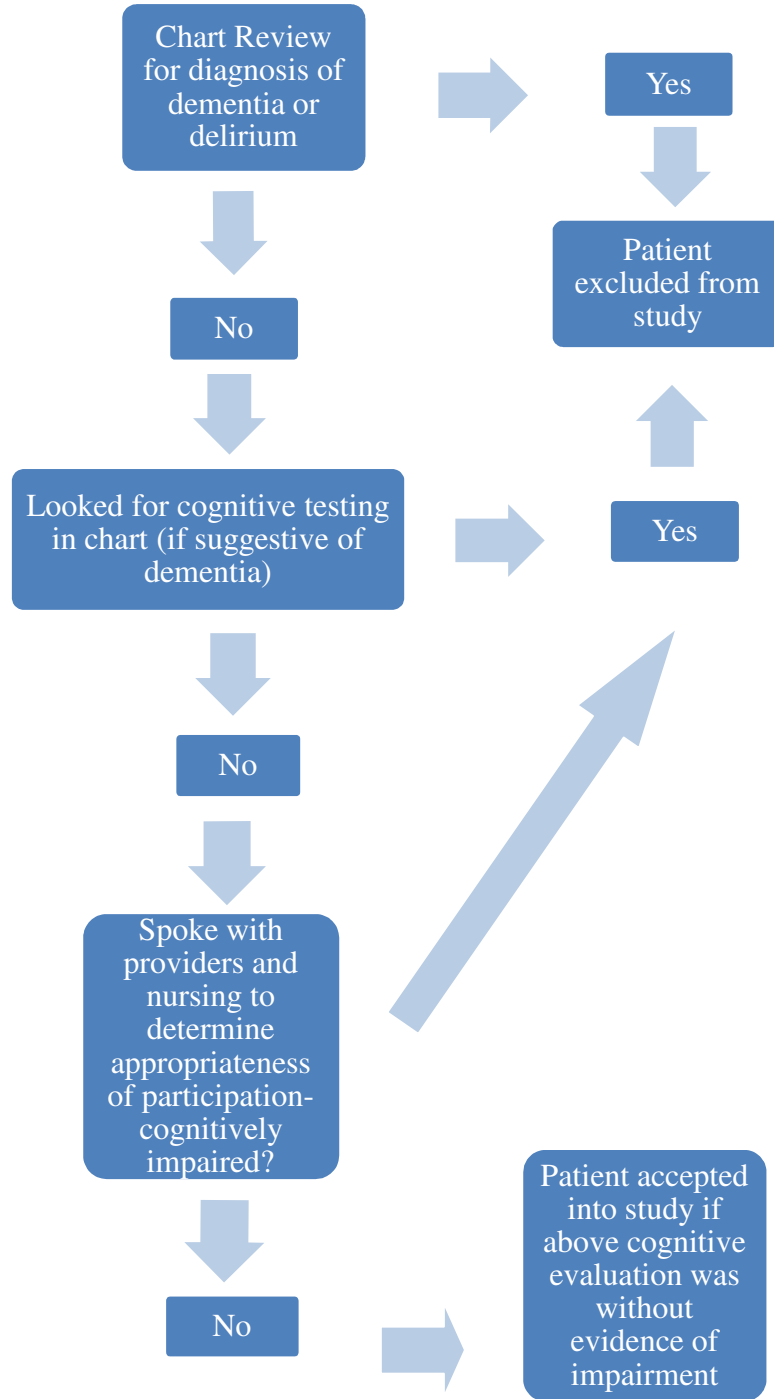 Chart Review
for diagnosis of
dementia or
delirium
Yes
Patient
excluded from
study
No
Looked for cognitive testing
in chart (if suggestive of
dementia)
Yes
No
Spoke with
providers and
nursing to
determine
appropriateness
of participation-
cognitively
impaired?
No
Patient accepted
into study if
above cognitive
evaluation was
without
evidence of
impairment